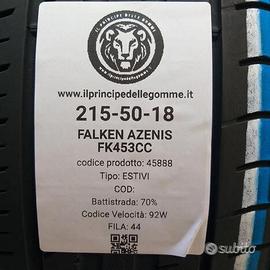 IL PRINCIPE DELLE GOMME
www.ilprincipedellegomme.it
215-50-18
FALKEN AZENIS
FK453CC
codice prodotto: 45888
Tipo: ESTIVI
COD:
Battistrada: 70%
Codice Velocità: 92W
FILA: 44
subito